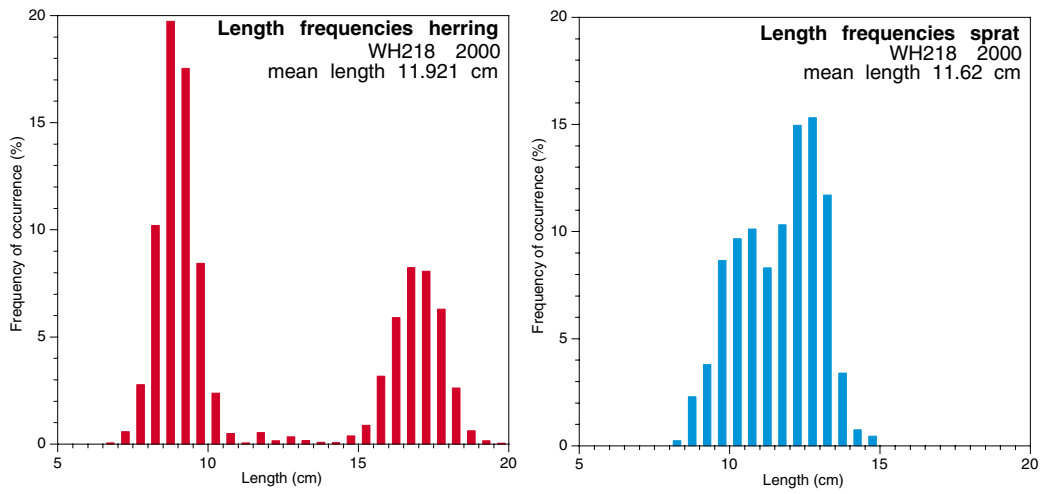 Length frequencies herring
WH218 2000
mean length 11.921 cm
20
15
10
5
0
Frequency of occurrence (%)
5 10 15 20
Length (cm)
Length frequencies sprat
WH218 2000
mean length 11.62 cm
20
15
10
5
0
Frequency of occurrence (%)
5 10 15 20
Length (cm)